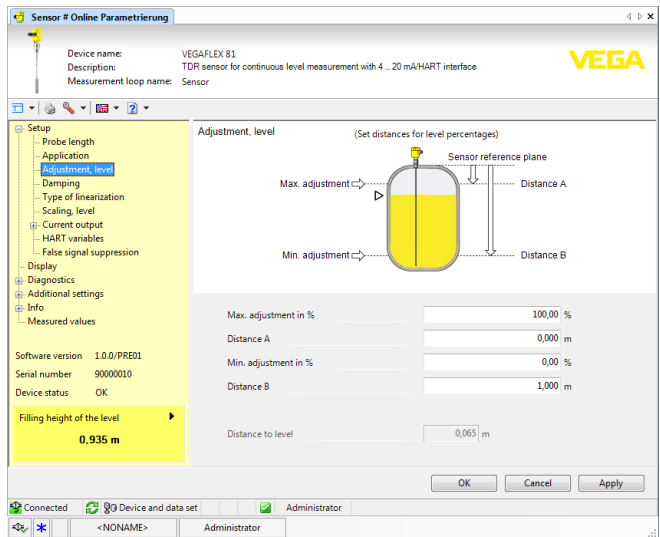 Sensor # Online Parametrierung
Device name: VEGAFLEX 81
Description: TDR sensor for continuous level measurement with 4 .. 20 mA/HART interface
Measurement loop name: Sensor
VEGA
Setup
Probe length
Application
Adjustment, level
Damping
Type of linearization
Scaling, level
Current output
HART variables
False signal suppression
Display
Diagnostics
Additional settings
Info
Measured values
Software version 1.0.0/PRE01
Serial number 90000010
Device status OK
Filling height of the level
0,935 m
Adjustment, level
(Set distances for level percentages)
Sensor reference plane
Max. adjustment
Distance A
Min. adjustment
Distance B
Max. adjustment in % 100,00 %
Distance A 0,000 m
Min. adjustment in % 0,00 %
Distance B 1,000 m
Distance to level 0,065 m
OK Cancel Apply
Connected Device and data set Administrator
<NONAME> Administrator